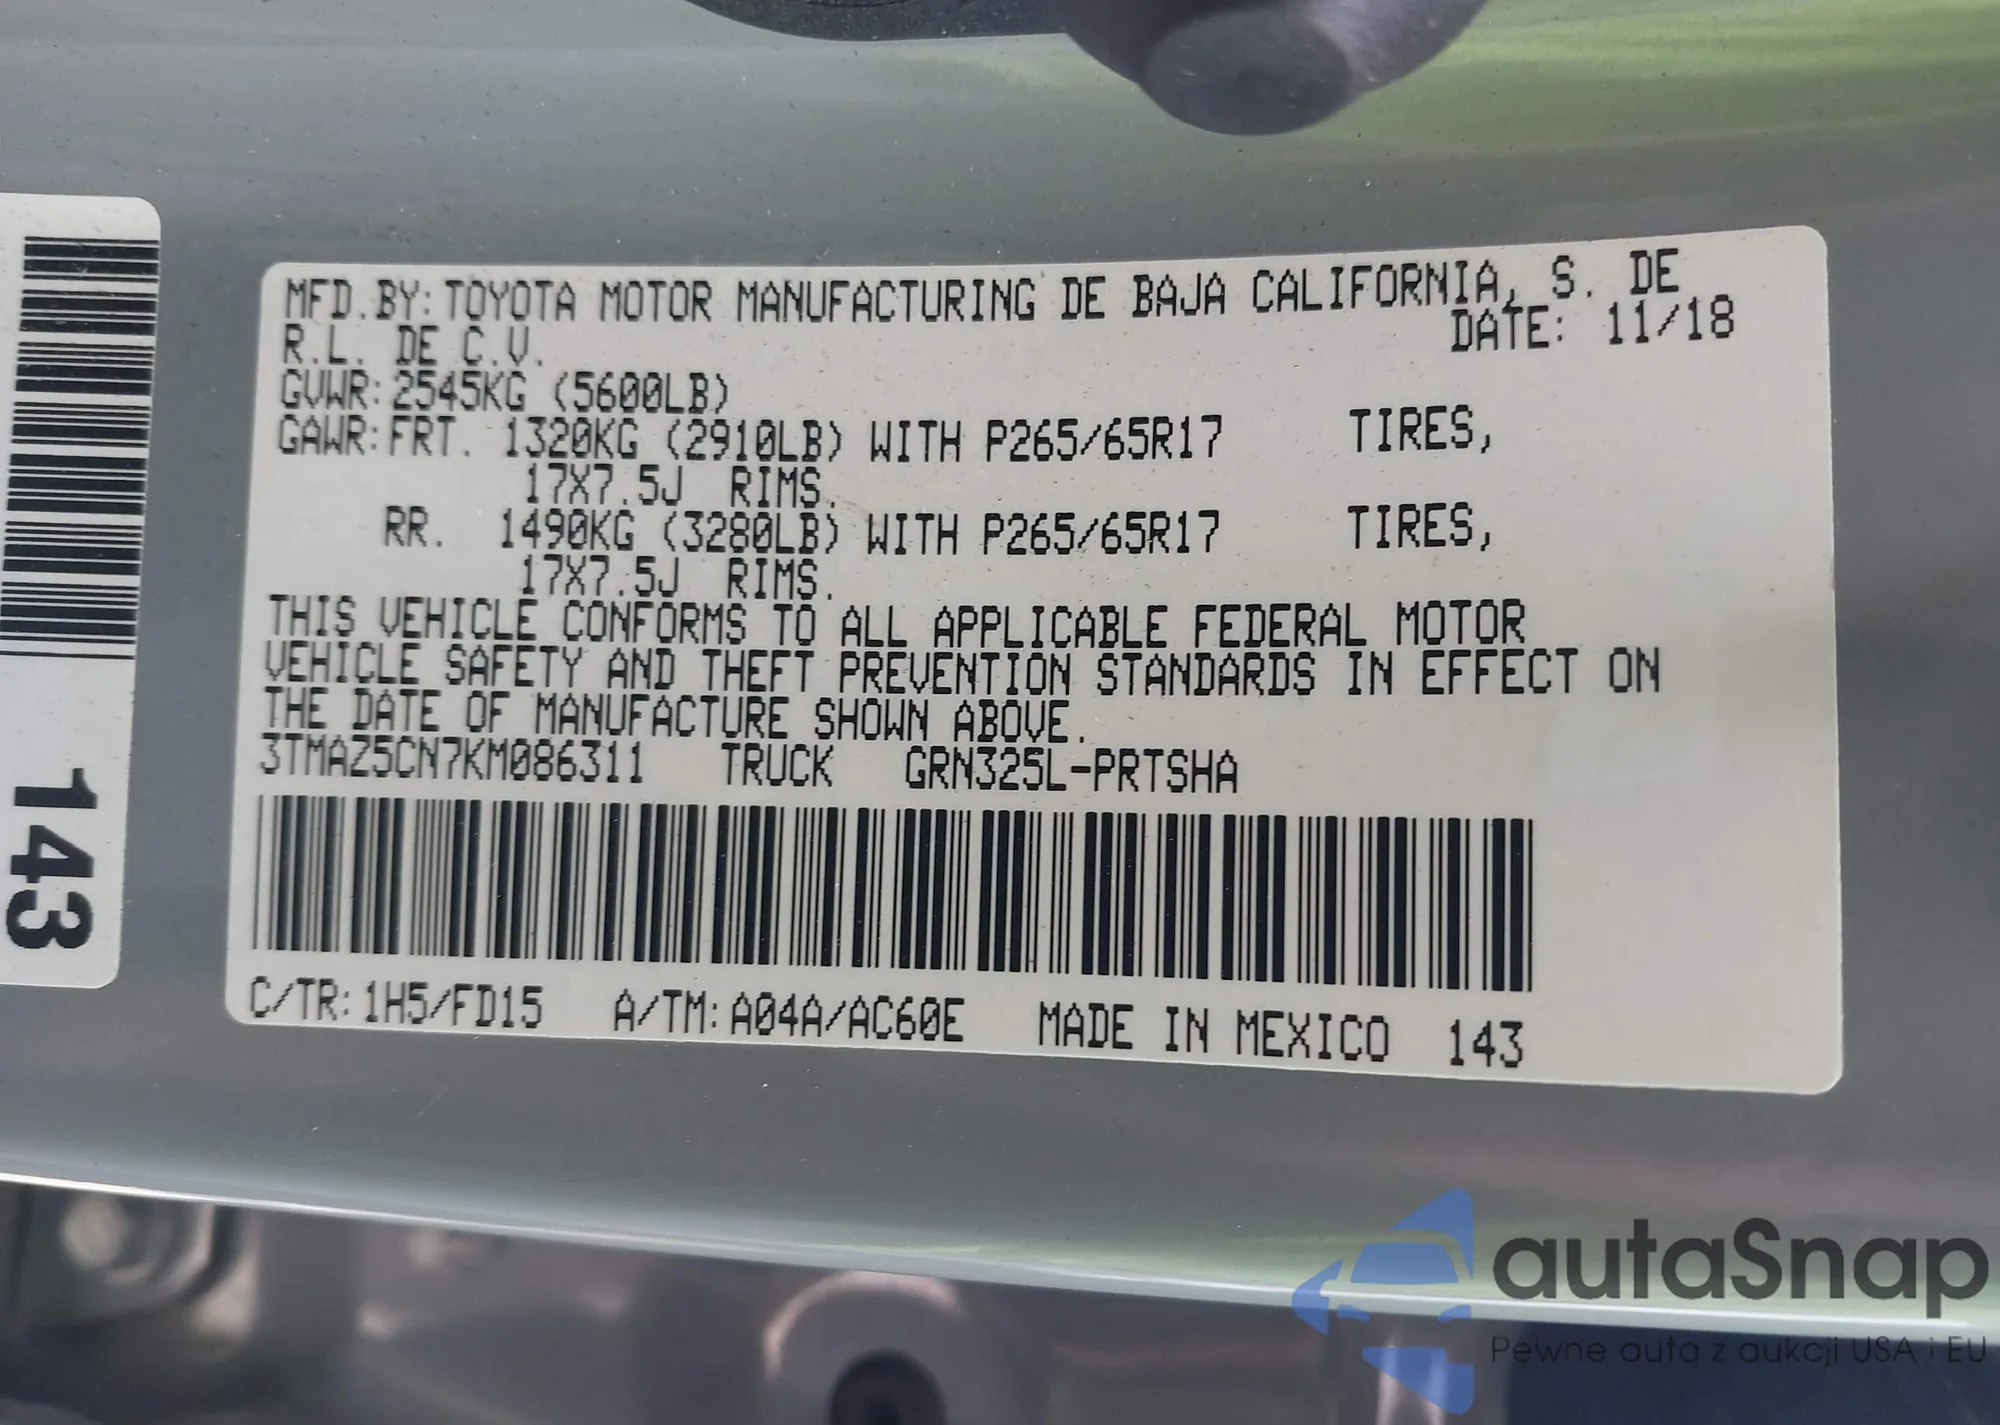 MFD.BY:TOYOTA MOTOR MANUFACTURING DE BAJA CALIFORNIA, S. DE
R.L. DE C.V. DATE: 11/18
GVWR:2545KG (5600LB)
GAWR:FRT. 1320KG (2910LB) WITH P265/65R17 TIRES,
17X7.5J RIMS.
RR. 1490KG (3280LB) WITH P265/65R17 TIRES,
17X7.5J RIMS.
THIS VEHICLE CONFORMS TO ALL APPLICABLE FEDERAL MOTOR
VEHICLE SAFETY AND THEFT PREVENTION STANDARDS IN EFFECT ON
THE DATE OF MANUFACTURE SHOWN ABOVE.
3TMAZ5CN7KM086311 TRUCK GRN325L-PRTSHA
C/TR:1H5/FD15 A/TM:A04A/AC60E MADE IN MEXICO 143
143
autaSnap
Pewne auta z aukcji USA i EU